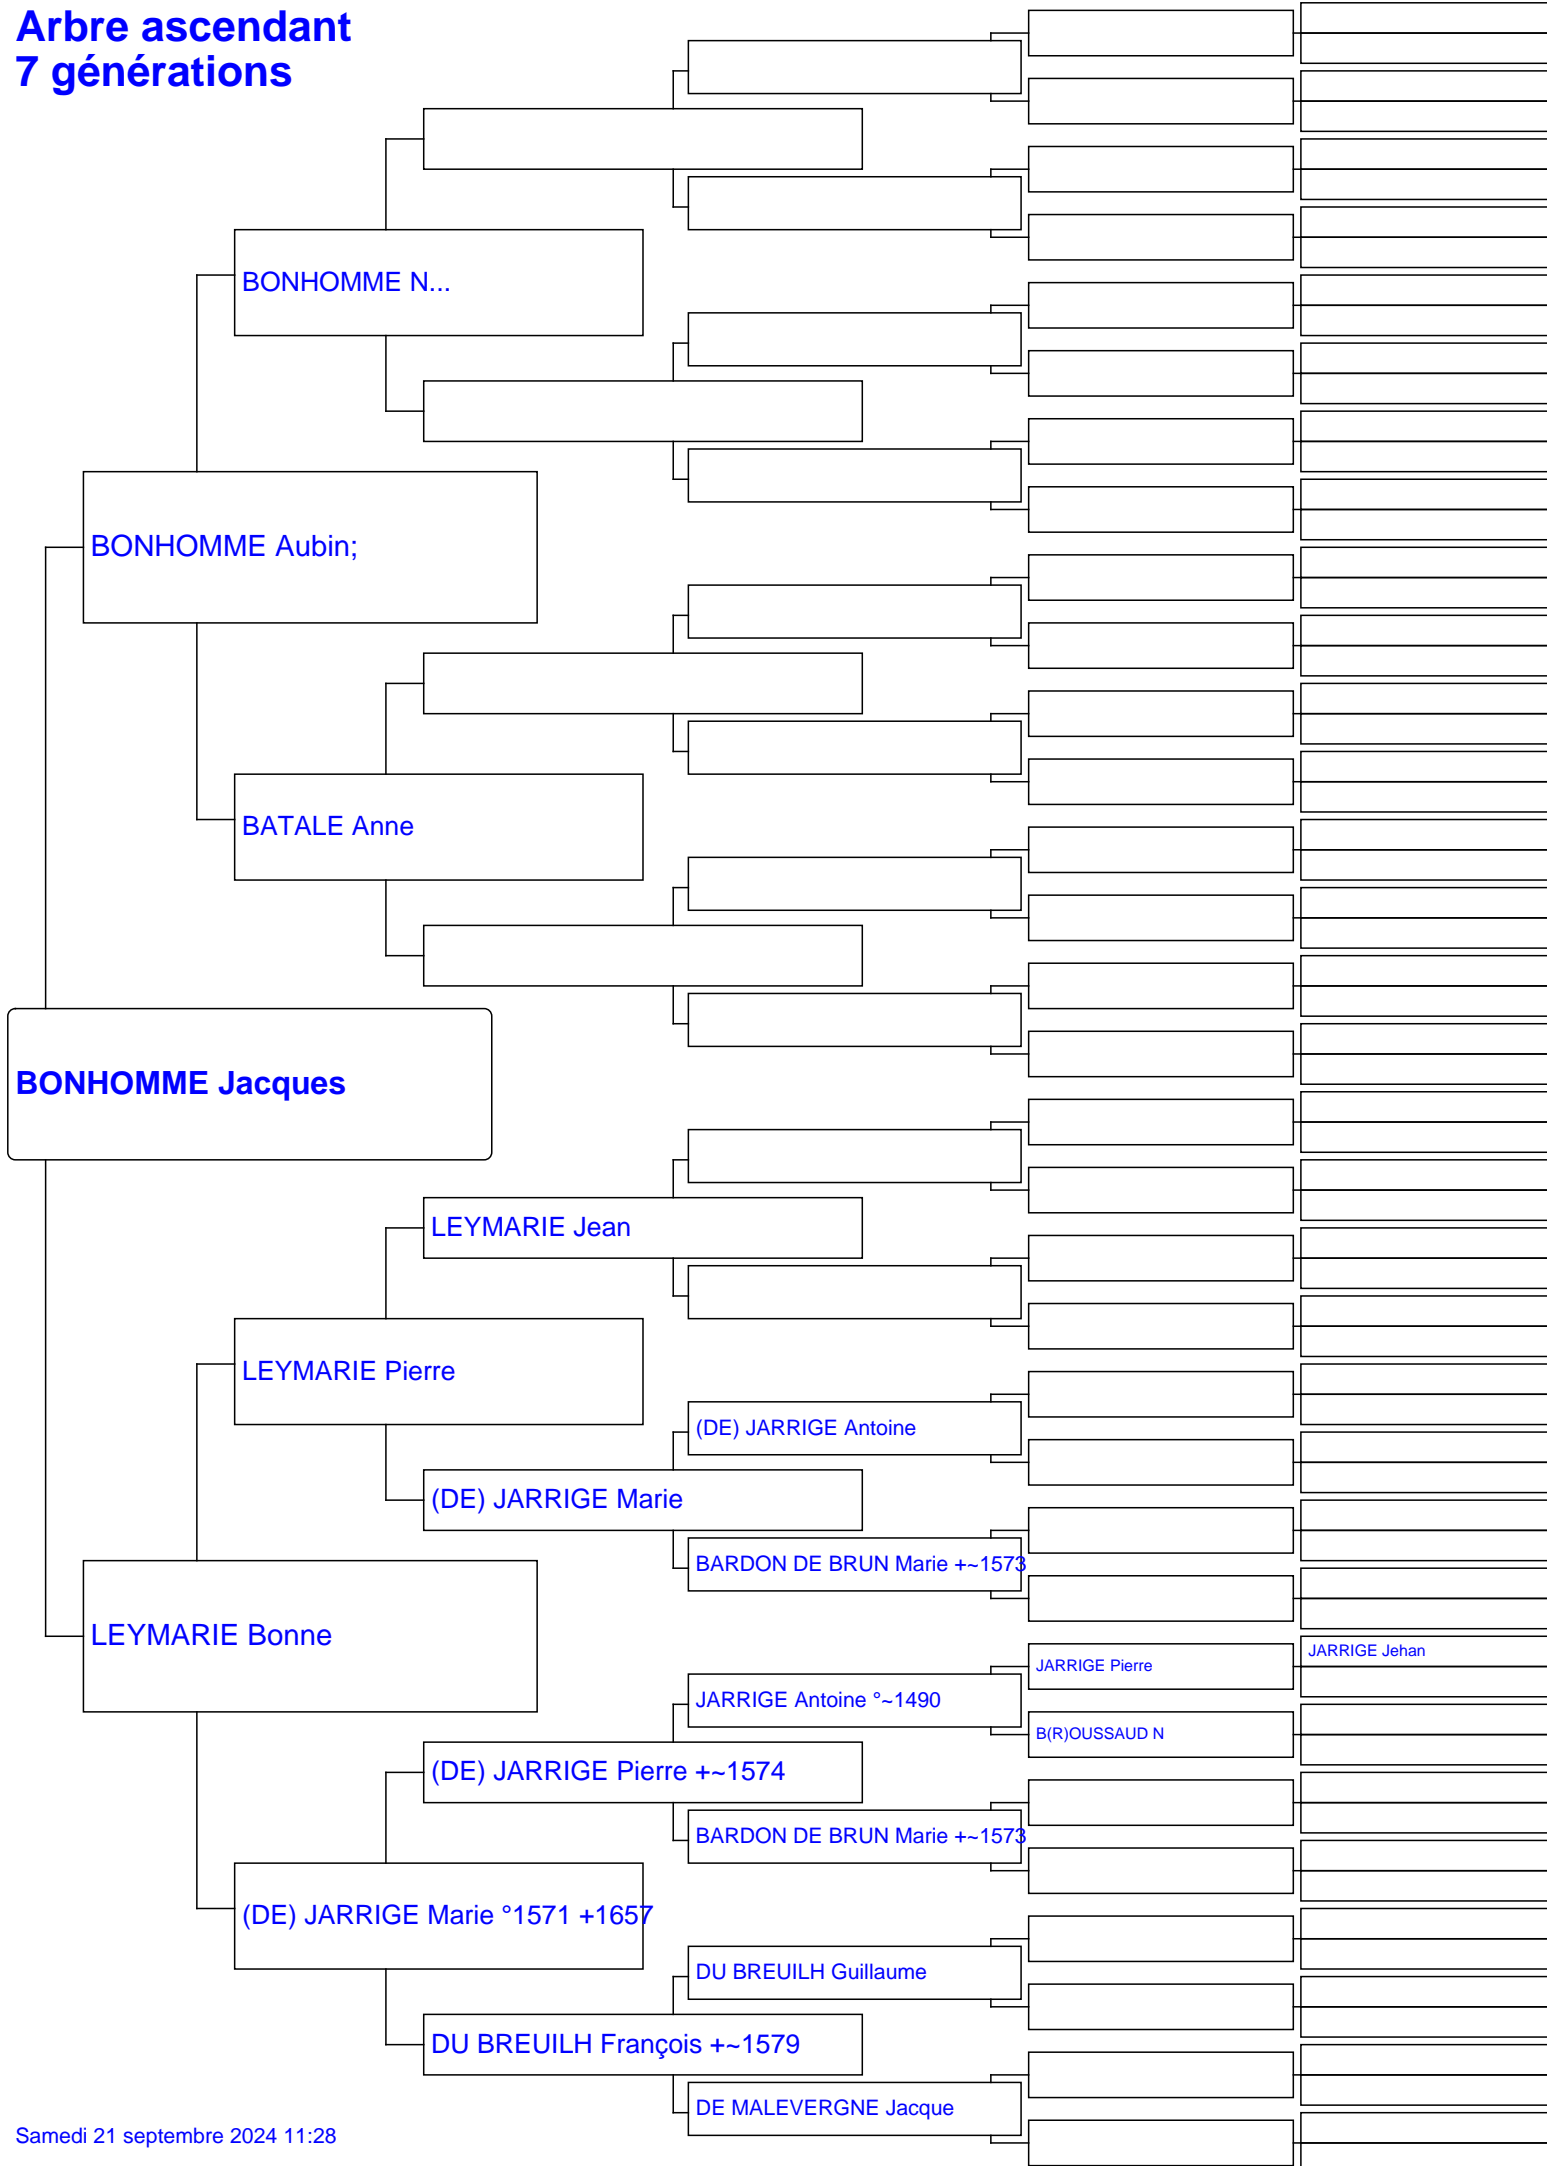 Arbre ascendant
7 générations
BONHOMME N...
BONHOMME Aubin;
BATALE Anne
BONHOMME Jacques
LEYMARIE Jean
LEYMARIE Pierre
(DE) JARRIGE Antoine
(DE) JARRIGE Marie
BARDON DE BRUN Marie +~1573
LEYMARIE Bonne
JARRIGE Jehan
JARRIGE Pierre
JARRIGE Antoine °~1490
B(R)OUSSAUD N
(DE) JARRIGE Pierre +~1574
BARDON DE BRUN Marie +~1573
(DE) JARRIGE Marie °1571 +1657
DU BREUILH Guillaume
DU BREUILH François +~1579
DE MALEVERGNE Jacque
Samedi 21 septembre 2024 11:28